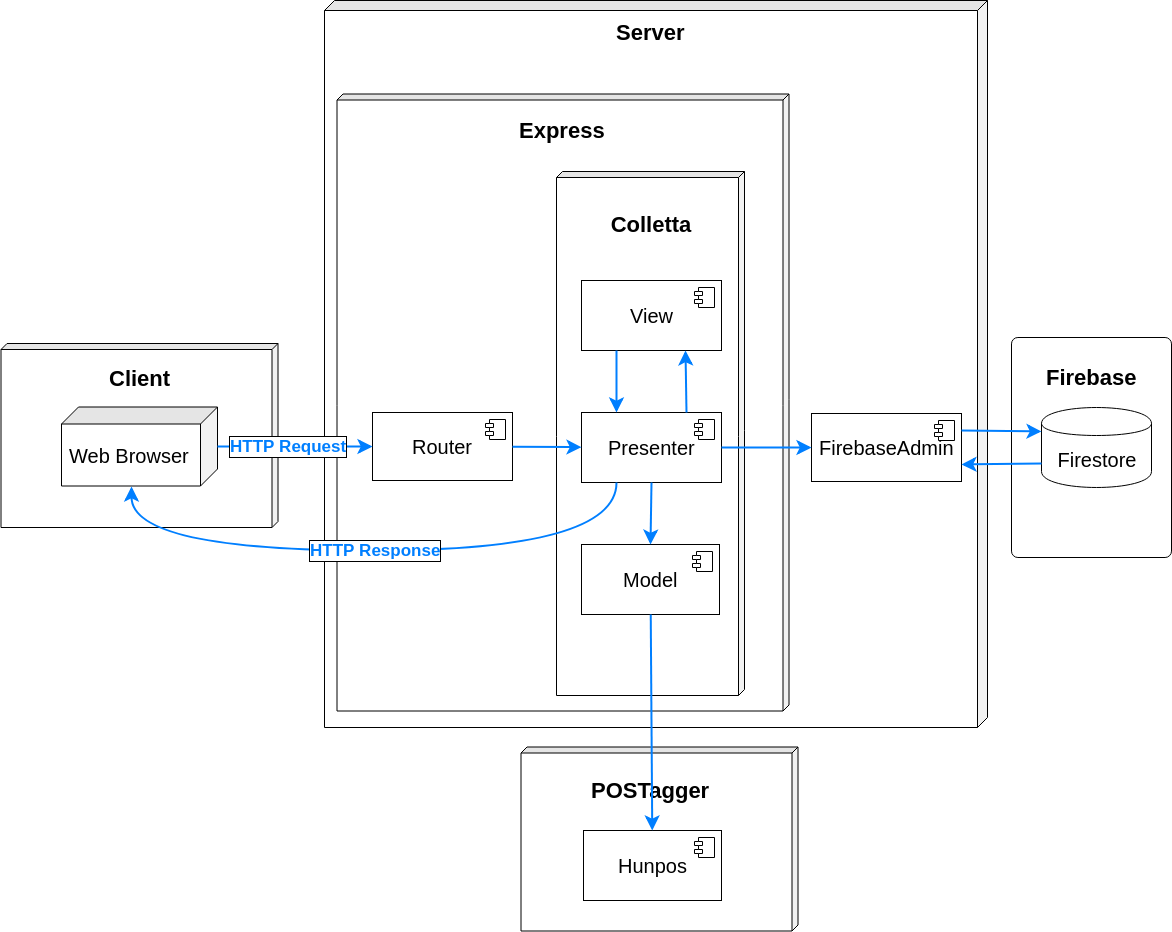 Server
Express
Colletta
View
Client
Firebase
Web Browser
HTTP Request
Router
Presenter
FirebaseAdmin
Firestore
HTTP Response
Model
POSTagger
Hunpos